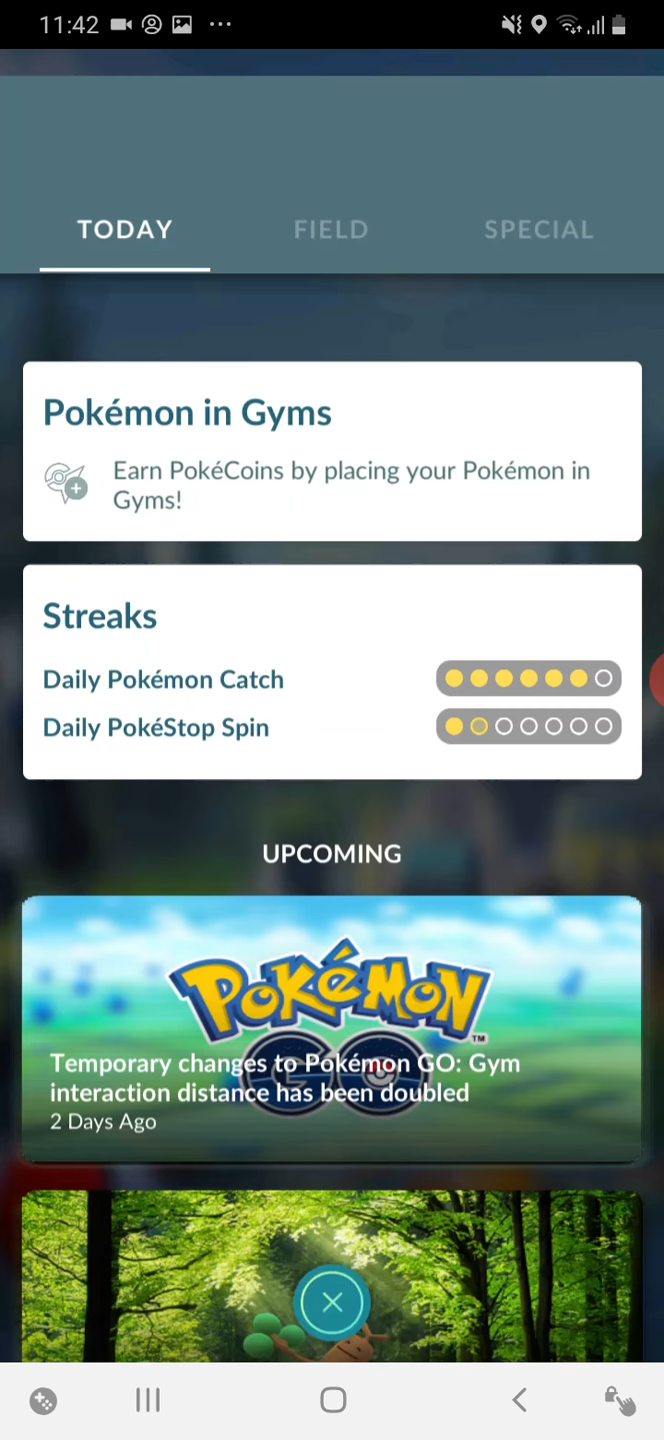 11:42
TODAY FIELD SPECIAL
Pokémon in Gyms
Earn PokéCoins by placing your Pokémon in
Gyms!
Streaks
Daily Pokémon Catch
Daily PokéStop Spin
UPCOMING
POKÉMON
TM
GO
Temporary changes to Pokémon GO: Gym
interaction distance has been doubled
2 Days Ago